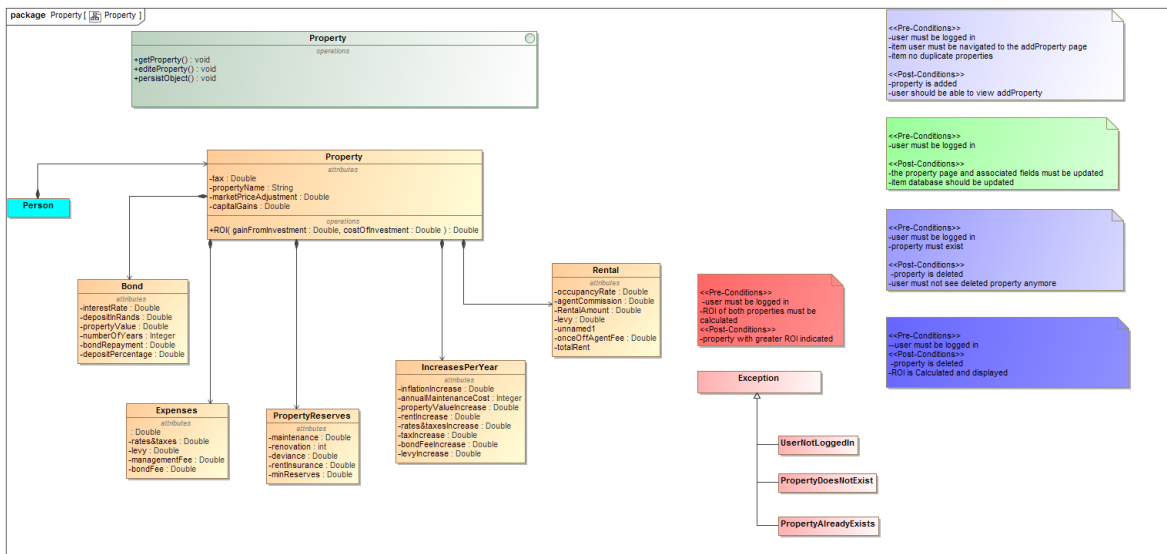 package Property [ Property ]
Property
operations
+getProperty() : void
+editeProperty() : void
+persistObject() : void
Person
Property
attributes
-tax : Double
-propertyName : String
-marketPriceAdjustment : Double
-capitalGains : Double
operations
+ROI( gainFromInvestment : Double, costOfInvestment : Double ) : Double
Bond
attributes
-interestRate : Double
-depositInRands : Double
-propertyValue : Double
-numberOfYears : Integer
-bondRepayment : Double
-depositPercentage : Double
Expenses
attributes
: Double
-rates&taxes : Double
-levy : Double
-managementFee : Double
-bondFee : Double
PropertyReserves
attributes
-maintenance : Double
-renovation : int
-deviance : Double
-rentInsurance : Double
-minReserves : Double
IncreasesPerYear
attributes
-inflationIncrease : Double
-annualMaintenanceCost : Integer
-propertyValueIncrease : Double
-rentIncrease : Double
-rates&taxesIncrease : Double
-taxIncrease : Double
-bondFeeIncrease : Double
-levyIncrease : Double
Rental
attributes
-occupancyRate : Double
-agentCommission : Double
-RentalAmount : Double
-levy : Double
-unnamed1
-onceOffAgentFee : Double
-totalRent
<<Pre-Conditions>>
-user must be logged in
-ROI of both properties must be
calculated
<<Post-Conditions>>
-property with greater ROI indicated
Exception
UserNotLoggedIn
PropertyDoesNotExist
PropertyAlreadyExists
<<Pre-Conditions>>
-user must be logged in
-item user must be navigated to the addProperty page
-item no duplicate properties
<<Post-Conditions>>
-property is added
-user should be able to view addProperty
<<Pre-Conditions>>
-user must be logged in
<<Post-Conditions>>
-the property page and associated fields must be updated
-item database should be updated
<<Pre-Conditions>>
-user must be logged in
-property must exist
<<Post-Conditions>>
-property is deleted
-user must not see deleted property anymore
<<Pre-Conditions>>
--user must be logged in
<<Post-Conditions>>
-property is deleted
-ROI is Calculated and displayed